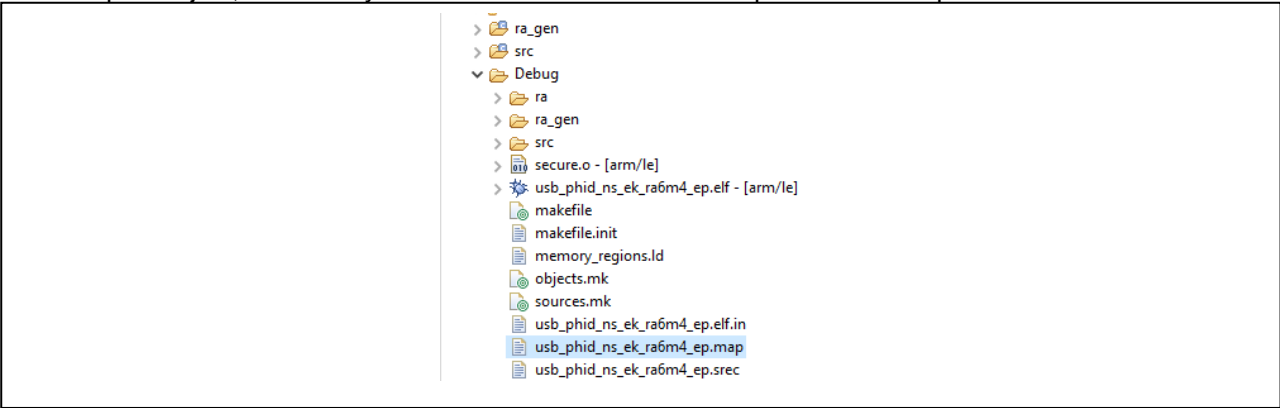 ra_gen
src
Debug
ra
ra_gen
src
secure.o - [arm/le]
usb_phid_ns_ek_ra6m4_ep.elf - [arm/le]
makefile
makefile.init
memory_regions.ld
objects.mk
sources.mk
usb_phid_ns_ek_ra6m4_ep.elf.in
usb_phid_ns_ek_ra6m4_ep.map
usb_phid_ns_ek_ra6m4_ep.srec